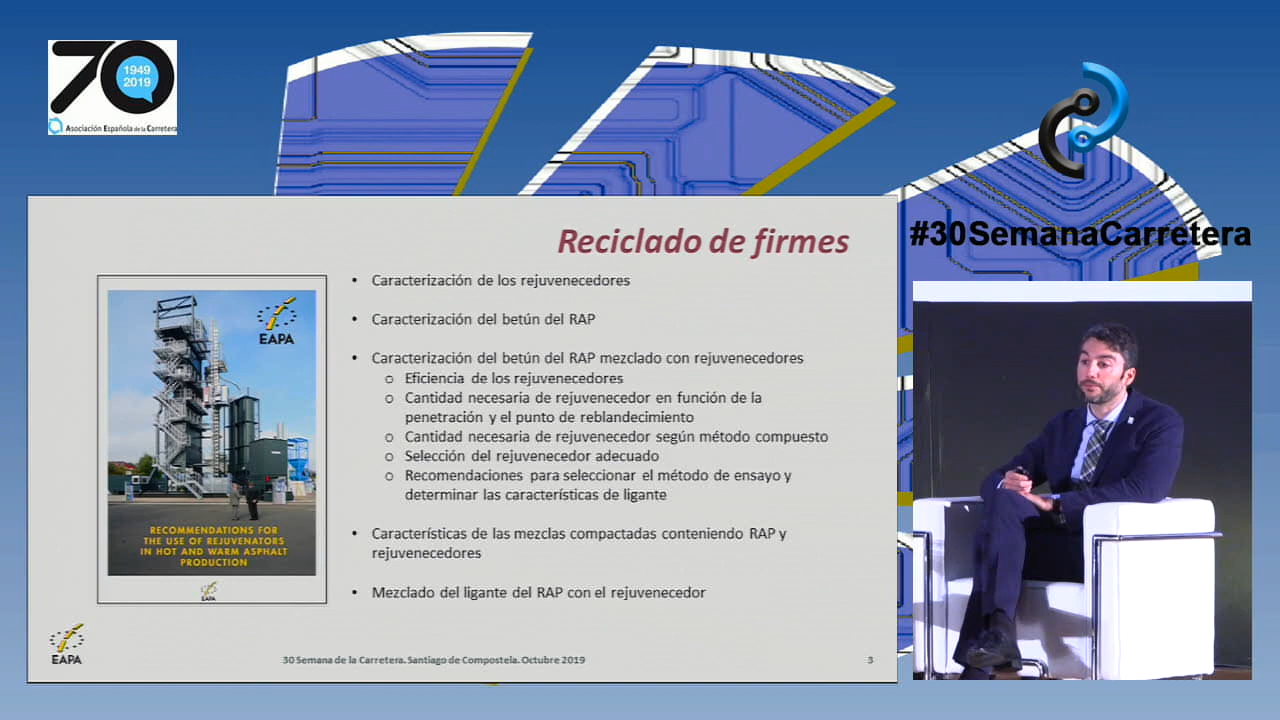 70
1949
2019
Asociación Española de la Carretera
#30SemanaCarretera
Reciclado de firmes
• Caracterización de los rejuvenecedores
• Caracterización del betún del RAP
• Caracterización del betún del RAP mezclado con rejuvenecedores
o Eficiencia de los rejuvenecedores
o Cantidad necesaria de rejuvenecedor en función de la
penetración y el punto de reblandecimiento
o Cantidad necesaria de rejuvenecedor según método compuesto
o Selección del rejuvenecedor adecuado
o Recomendaciones para seleccionar el método de ensayo y
determinar las características de ligante
• Características de las mezclas compactadas conteniendo RAP y
rejuvenecedores
• Mezclado del ligante del RAP con el rejuvenecedor
EAPA
RECOMMENDATIONS FOR
THE USE OF REJUVENATORS
IN HOT AND WARM ASPHALT
PRODUCTION
EAPA
EAPA
30 Semana de la Carretera. Santiago de Compostela. Octubre 2019
3